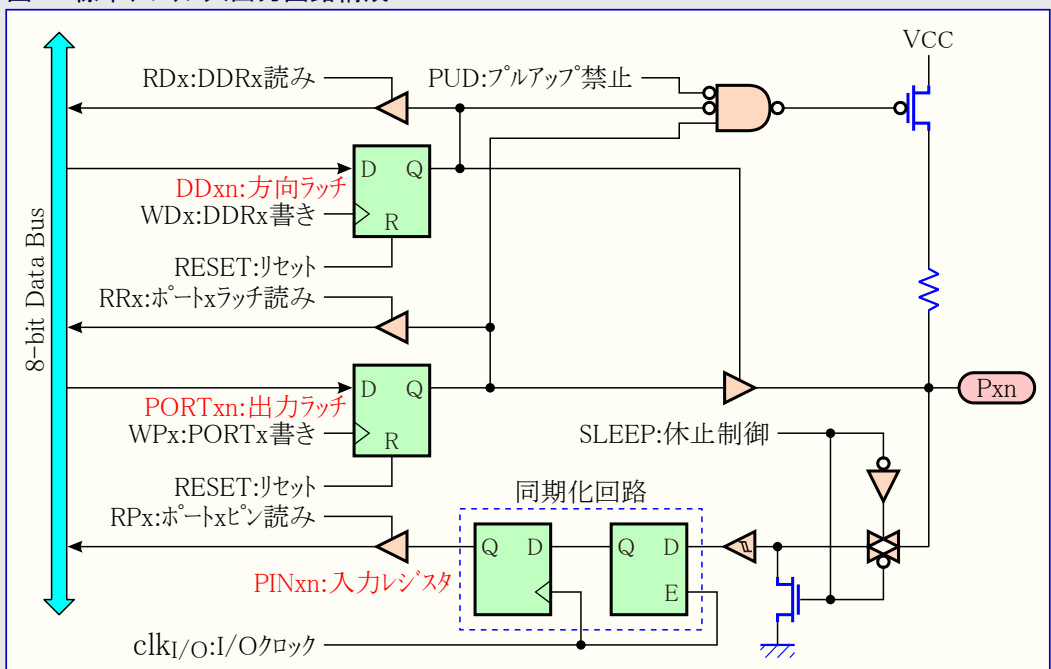 VCC
RDx:DDRx読み
PUD:プルアップ禁止
D Q
DDxn:方向ラッチ
WDx:DDRx書き
R
RESET:リセット
RRx:ポートxラッチ読み
8-bit Data Bus
D Q
Pxn
PORTxn:出力ラッチ
WPx:PORTx書き
SLEEP:休止制御
R
RESET:リセット
同期化回路
RPx:ポートxピン読み
Q D
Q D
PINxn:入力レジスタ
E
clkI/O:I/Oクロック